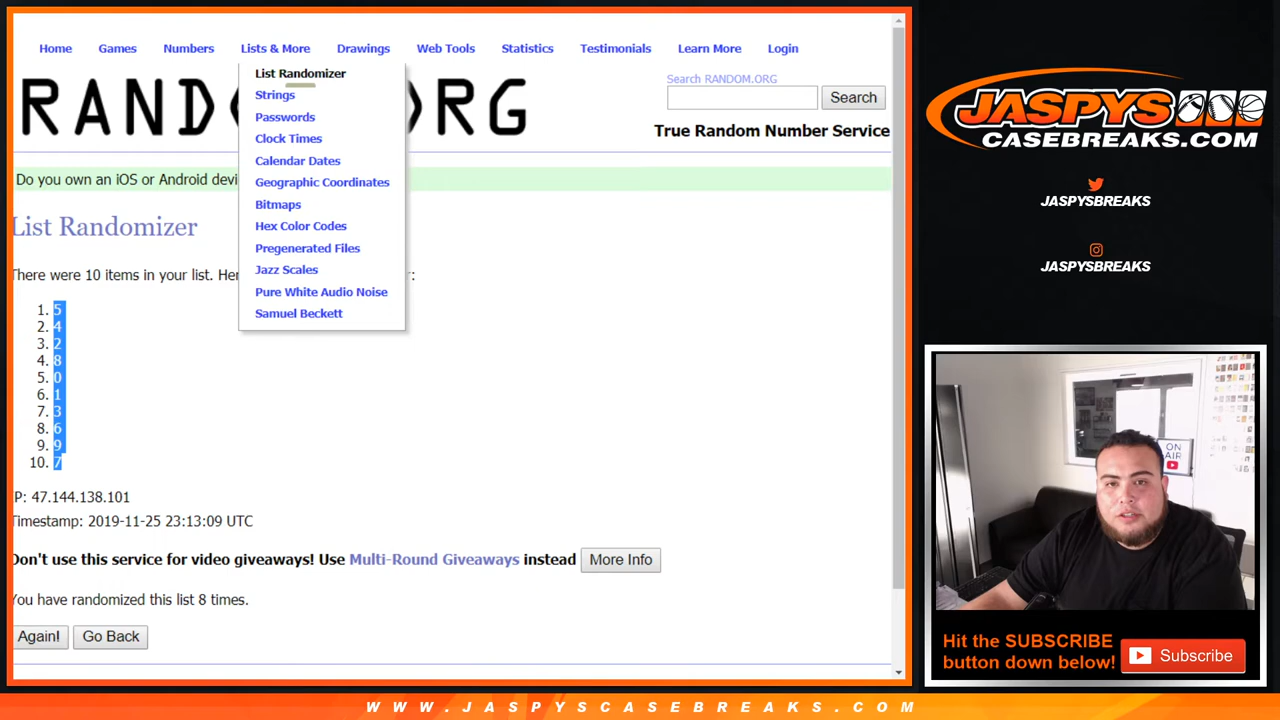 Home Games Numbers Lists & More Drawings Web Tools Statistics Testimonials Learn More Login
List Randomizer
Strings
Passwords
Clock Times
Calendar Dates
Geographic Coordinates
Bitmaps
Hex Color Codes
Pregenerated Files
Jazz Scales
Pure White Audio Noise
Samuel Beckett
RANDO RG
Search RANDOM.ORG
Search
True Random Number Service
Do you own an iOS or Android devi
List Randomizer
There were 10 items in your list. Her :
1. 5
2. 4
3. 2
4. 8
5. 0
6. 1
7. 3
8. 6
9. 9
10. 7
P: 47.144.138.101
Timestamp: 2019-11-25 23:13:09 UTC
Don't use this service for video giveaways! Use Multi-Round Giveaways instead More Info
You have randomized this list 8 times.
Again! Go Back
JASPYS
CASEBREAKS.COM
JASPYSBREAKS
JASPYSBREAKS
ON
AIR
Hit the SUBSCRIBE
button down below!
Subscribe
WWW.JASPYSCASEBREAKS.COM